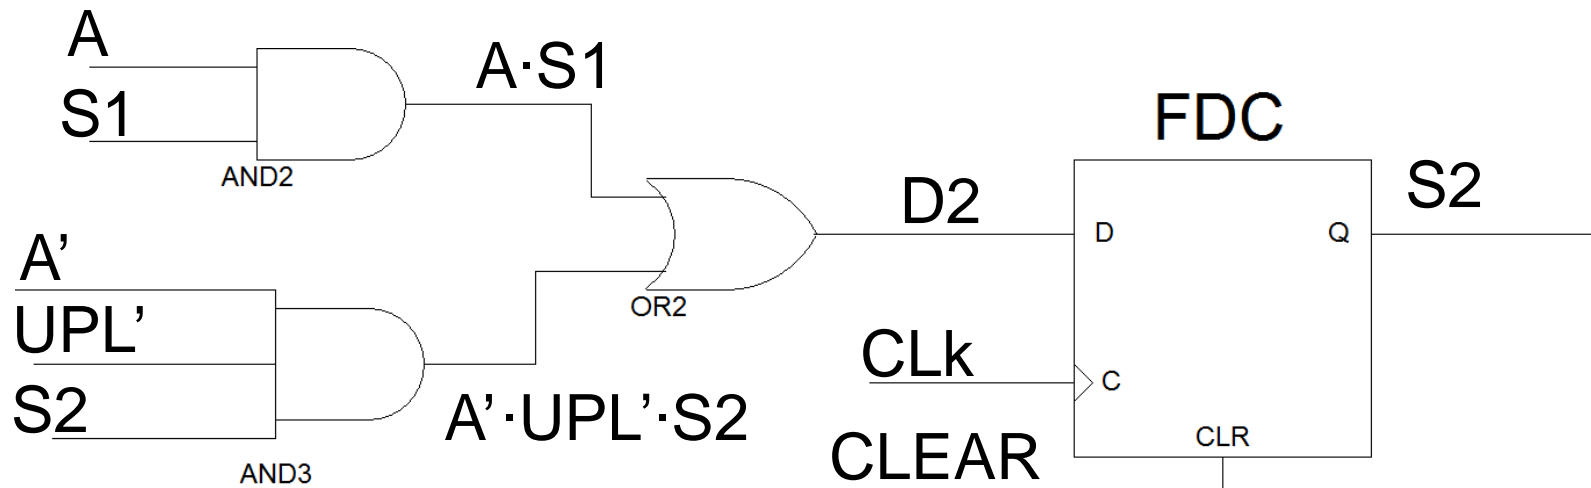 A
S1
AND2
A·S1
A’
UPL’
S2
AND3
A’·UPL’·S2
OR2
D2
FDC
D
Q
S2
CLk
C
CLR
CLEAR